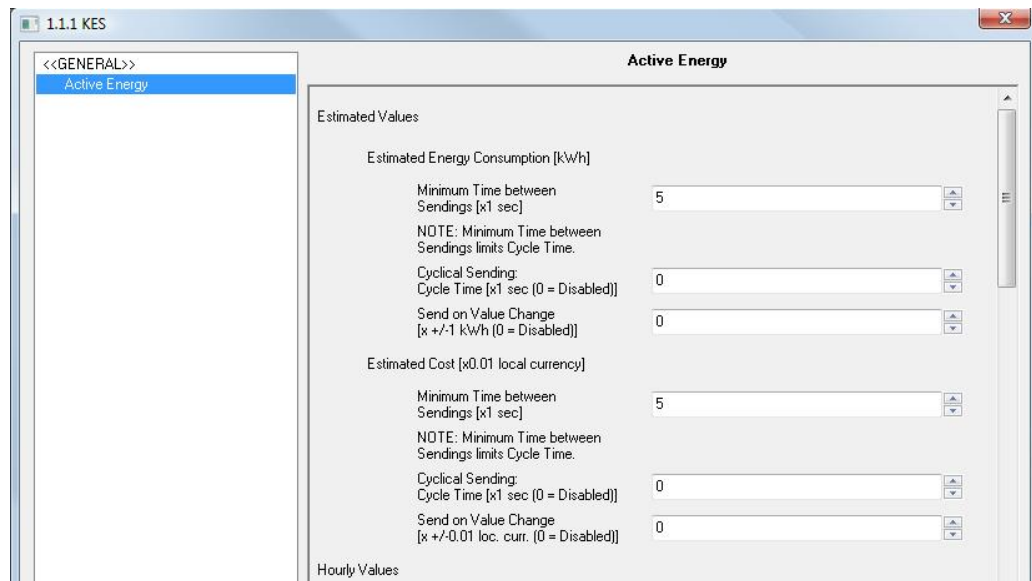 1.1.1 KES
<<GENERAL>>
Active Energy
Active Energy
Estimated Values
Estimated Energy Consumption [kWh]
Minimum Time between
Sendings [x1 sec]
5
NOTE: Minimum Time between
Sendings limits Cycle Time.
Cyclical Sending:
Cycle Time [x1 sec (0 = Disabled)]
0
Send on Value Change
[x +/-1 kWh (0 = Disabled)]
0
Estimated Cost [x0.01 local currency]
Minimum Time between
Sendings [x1 sec]
5
NOTE: Minimum Time between
Sendings limits Cycle Time.
Cyclical Sending:
Cycle Time [x1 sec (0 = Disabled)]
0
Send on Value Change
[x +/-0.01 loc. curr. (0 = Disabled)]
0
Hourly Values